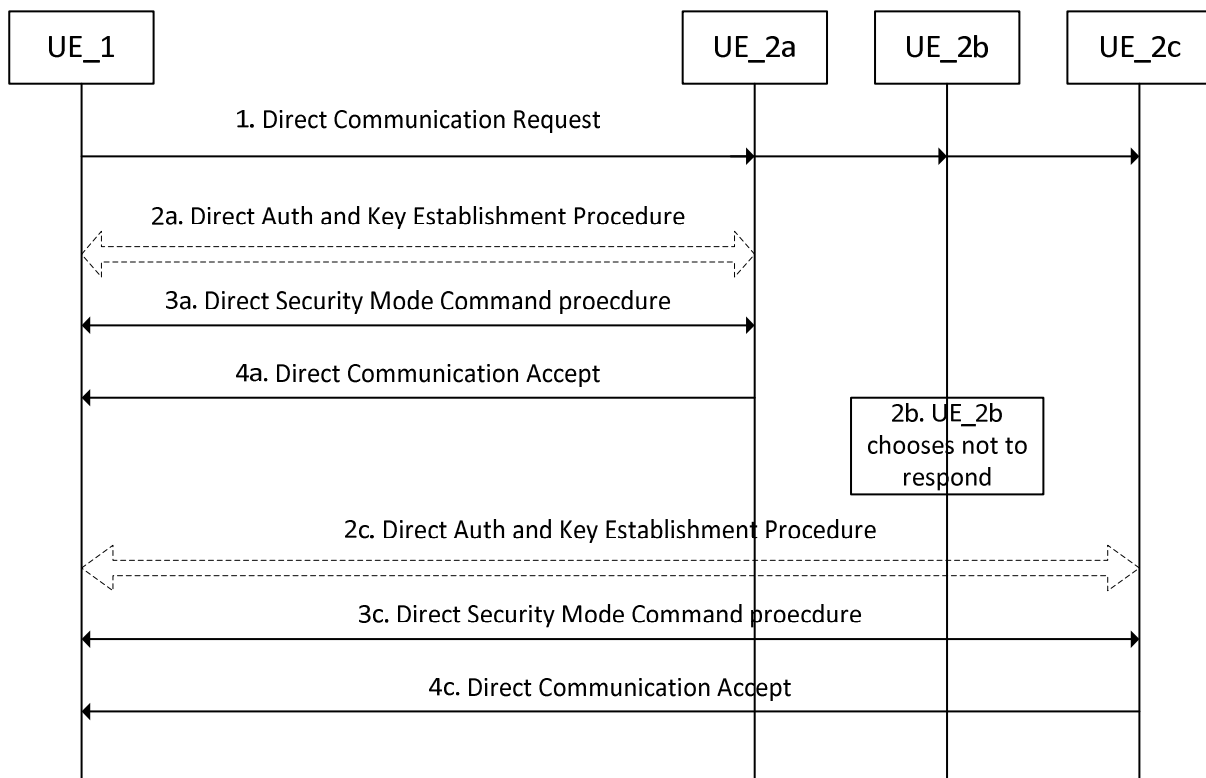 UE_1
UE_2a
UE_2b
UE_2c
1. Direct Communication Request
2a. Direct Auth and Key Establishment Procedure
3a. Direct Security Mode Command proecdure
4a. Direct Communication Accept
2b. UE_2b
chooses not to
respond
2c. Direct Auth and Key Establishment Procedure
3c. Direct Security Mode Command proecdure
4c. Direct Communication Accept